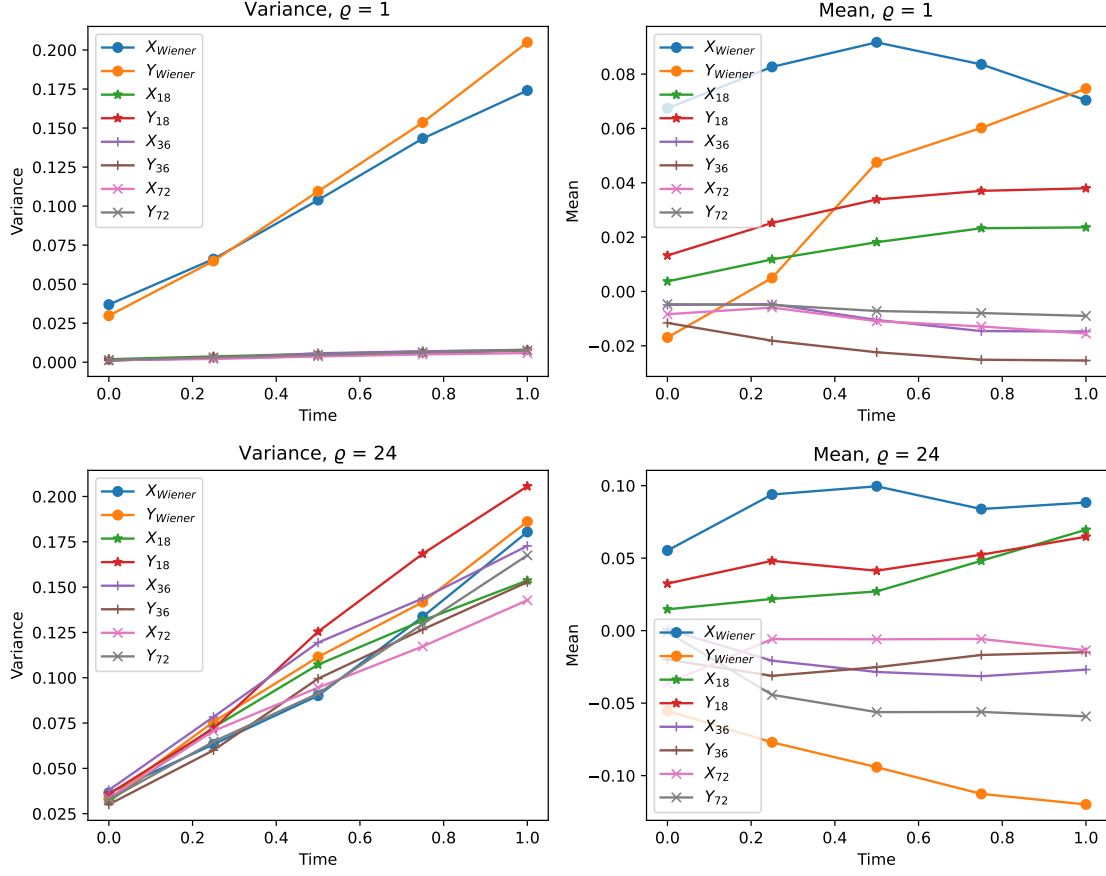 Variance, ϱ = 1
0.200
0.175
0.150
0.125
0.100
0.075
0.050
0.025
0.000
Variance
X_Wiener
Y_Wiener
X_18
Y_18
X_36
Y_36
X_72
Y_72
0.0 0.2 0.4 0.6 0.8 1.0
Time
Mean, ϱ = 1
0.08
0.06
0.04
0.02
0.00
−0.02
Mean
X_Wiener
Y_Wiener
X_18
Y_18
X_36
Y_36
X_72
Y_72
0.0 0.2 0.4 0.6 0.8 1.0
Time
Variance, ϱ = 24
0.200
0.175
0.150
0.125
0.100
0.075
0.050
0.025
Variance
X_Wiener
Y_Wiener
X_18
Y_18
X_36
Y_36
X_72
Y_72
0.0 0.2 0.4 0.6 0.8 1.0
Time
Mean, ϱ = 24
0.10
0.05
0.00
−0.05
−0.10
Mean
X_Wiener
Y_Wiener
X_18
Y_18
X_36
Y_36
X_72
Y_72
0.0 0.2 0.4 0.6 0.8 1.0
Time